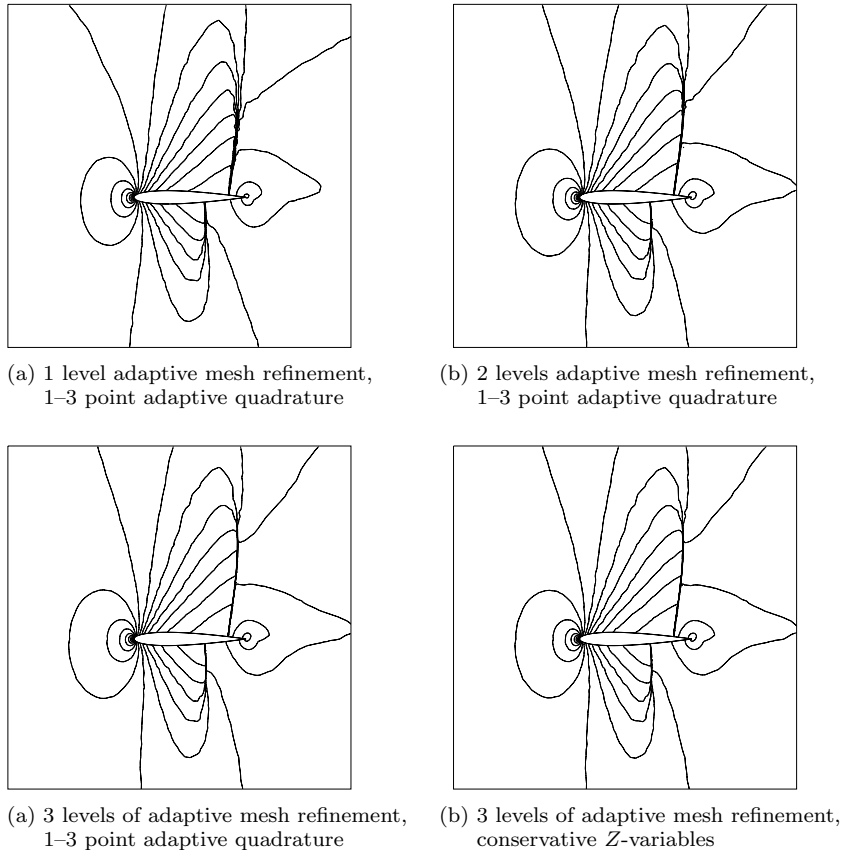 (a) 1 level adaptive mesh refinement,
1–3 point adaptive quadrature
(b) 2 levels adaptive mesh refinement,
1–3 point adaptive quadrature
(a) 3 levels of adaptive mesh refinement,
1–3 point adaptive quadrature
(b) 3 levels of adaptive mesh refinement,
conservative Z-variables